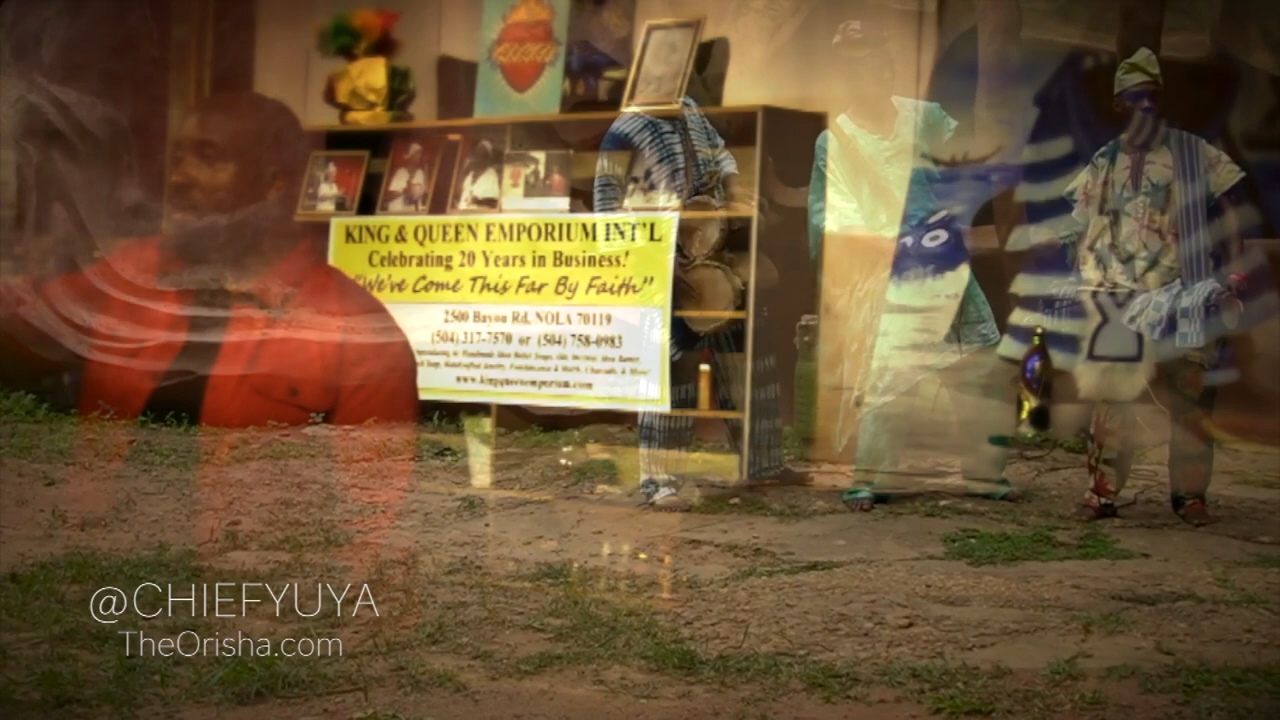 KING & QUEEN EMPORIUM INT'L
Celebrating 20 Years in Business!
"We've Come This Far By Faith"
2500 Bayou Rd. NOLA 70119
(504) 317-7570 or (504) 758-0983
www.kingqueenemporium.com
@CHIEFYUYA
TheOrisha.com